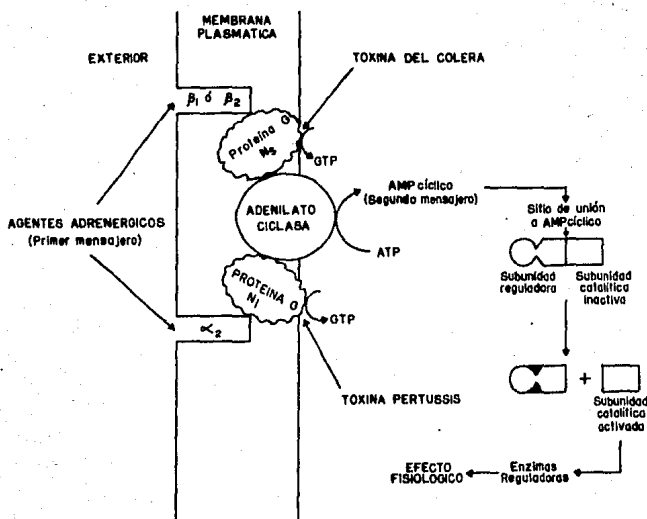 MEMBRANA
PLASMATICA
EXTERIOR
TOXINA DEL COLERA
β1 ó β2
Proteína G
Ns
GTP
AMP cíclico
(Segundo mensajero)
Sitio de unión
a AMPcíclico
AGENTES ADRENERGICOS
(Primer mensajero)
ADENILATO
CICLASA
ATP
Subunidad
reguladora
Subunidad
catalítica
inactiva
PROTEINA G
Ni
GTP
α2
TOXINA PERTUSSIS
+
Subunidad
catalítica
activada
EFECTO
FISIOLOGICO
Enzimas
Reguladoras